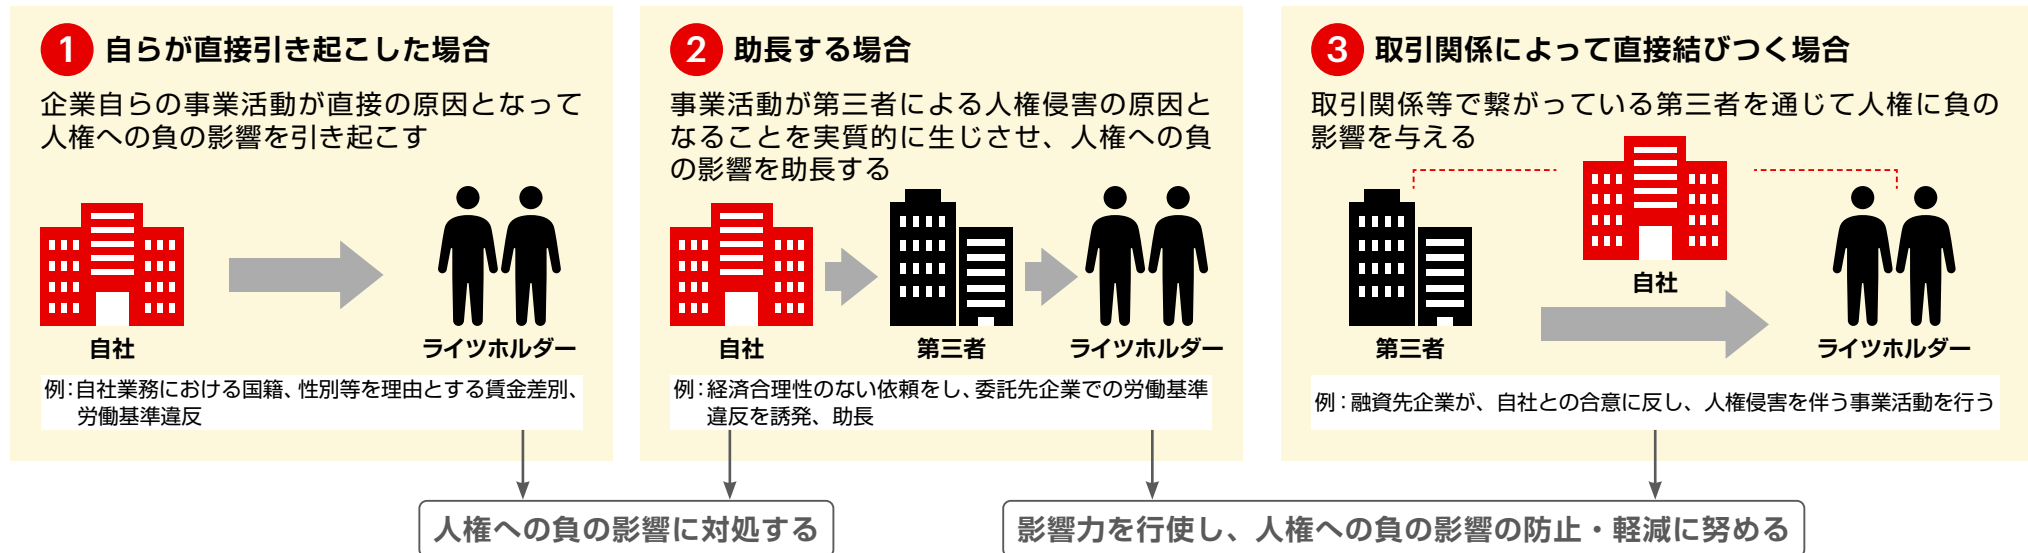 1 自らが直接引き起こした場合
企業自らの事業活動が直接の原因となって
人権への負の影響を引き起こす
自社
ライツホルダー
例：自社業務における国籍、性別等を理由とする賃金差別、
労働基準違反
2 助長する場合
事業活動が第三者による人権侵害の原因と
なることを実質的に生じさせ、人権への負
の影響を助長する
自社
第三者
ライツホルダー
例：経済合理性のない依頼をし、委託先企業での労働基準
違反を誘発、助長
3 取引関係によって直接結びつく場合
取引関係等で繋がっている第三者を通じて人権に負の
影響を与える
自社
第三者
ライツホルダー
例：融資先企業が、自社との合意に反し、人権侵害を伴う事業活動を行う
人権への負の影響に対処する
影響力を行使し、人権への負の影響の防止・軽減に努める